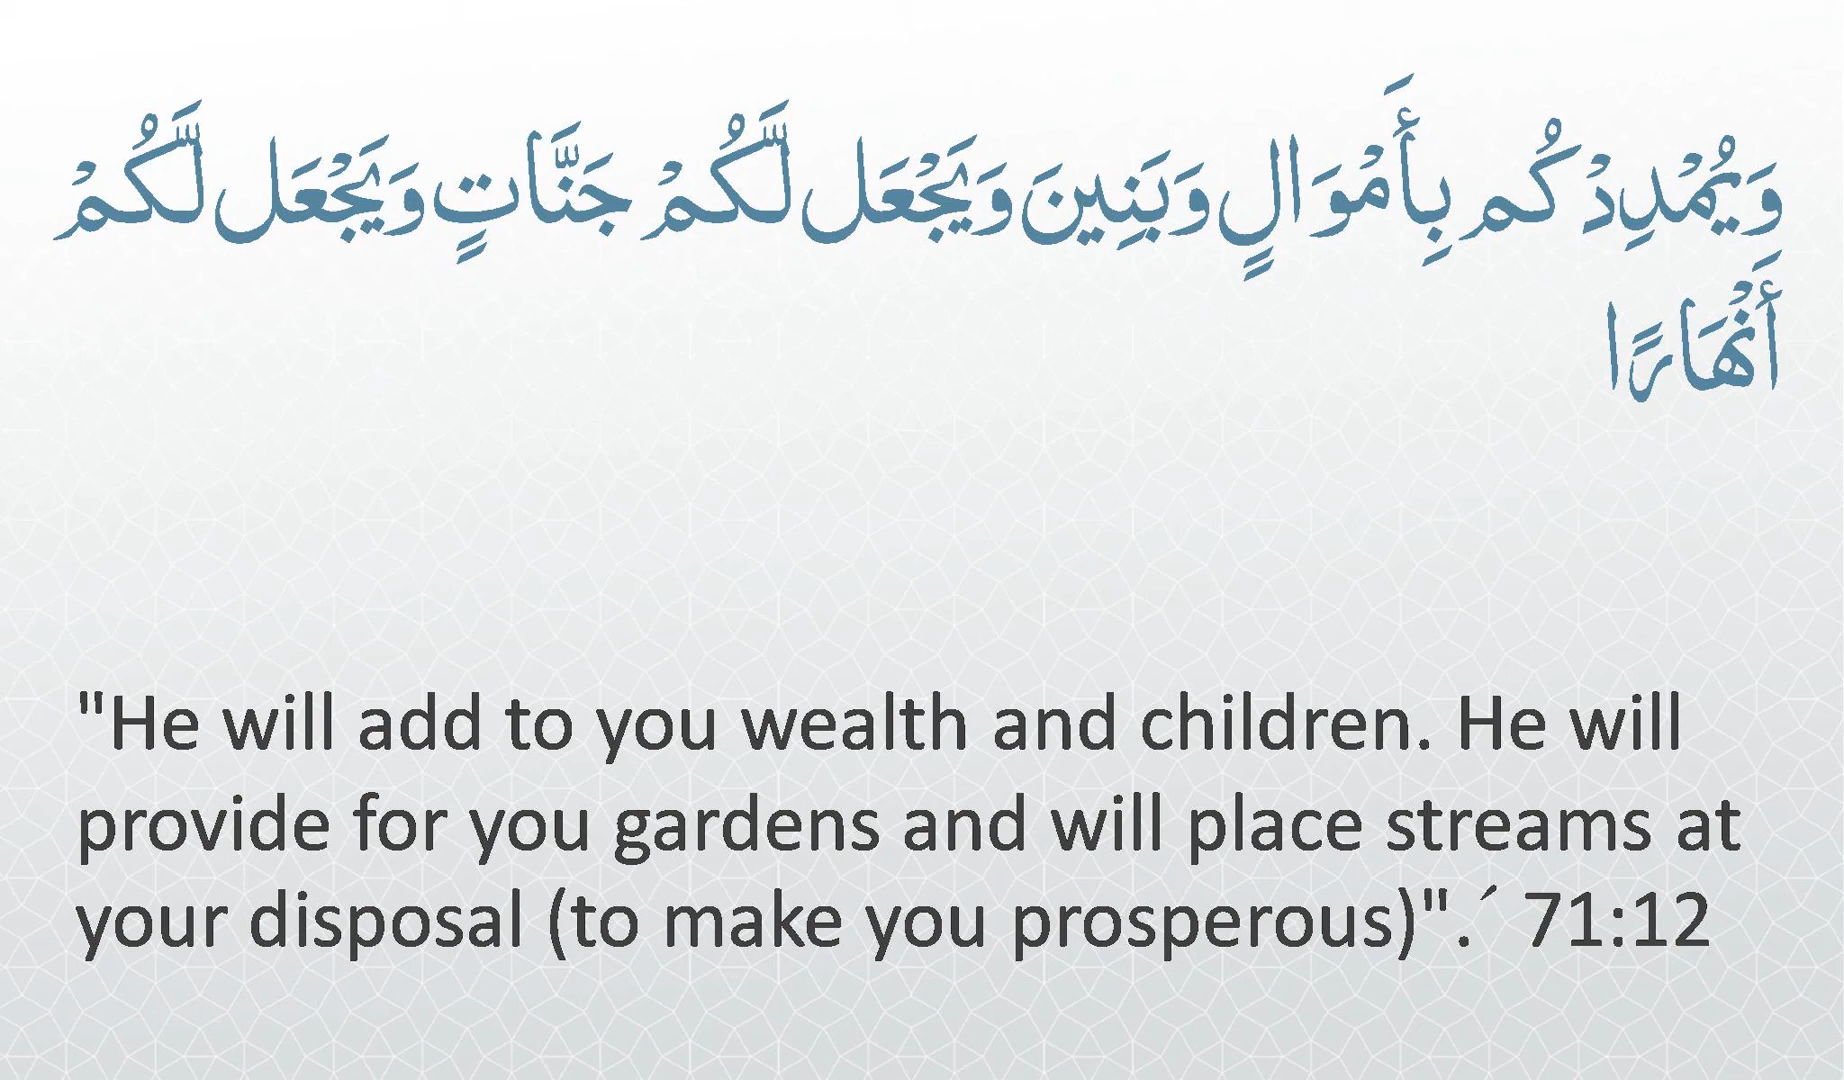 وَيُمْدِدْكُم بِأَمْوَالٍ وَبَنِينَ وَيَجْعَل لَّكُمْ جَنَّاتٍ وَيَجْعَل لَّكُمْ
أَنْهَارًا
"He will add to you wealth and children. He will
provide for you gardens and will place streams at
your disposal (to make you prosperous)".´ 71:12